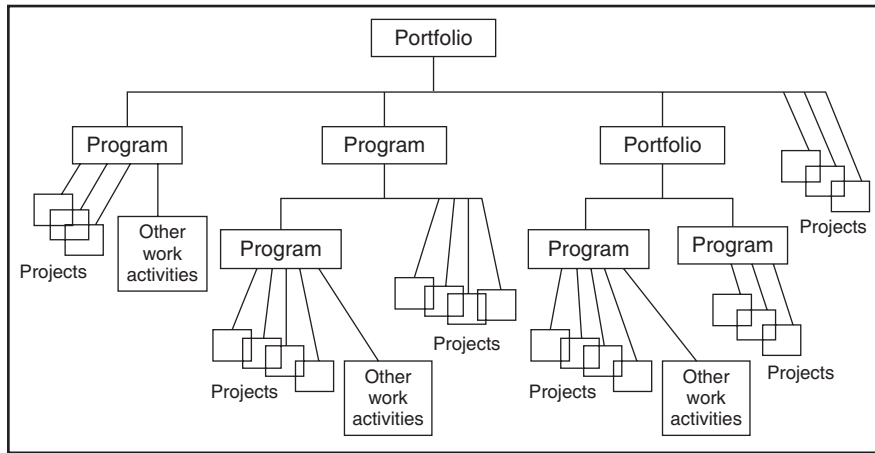 Portfolio
Program
Program
Portfolio
Projects
Other
work
activities
Projects
Program
Program
Program
Projects
Projects
Other
work
activities
Projects
Other
work
activities
Projects